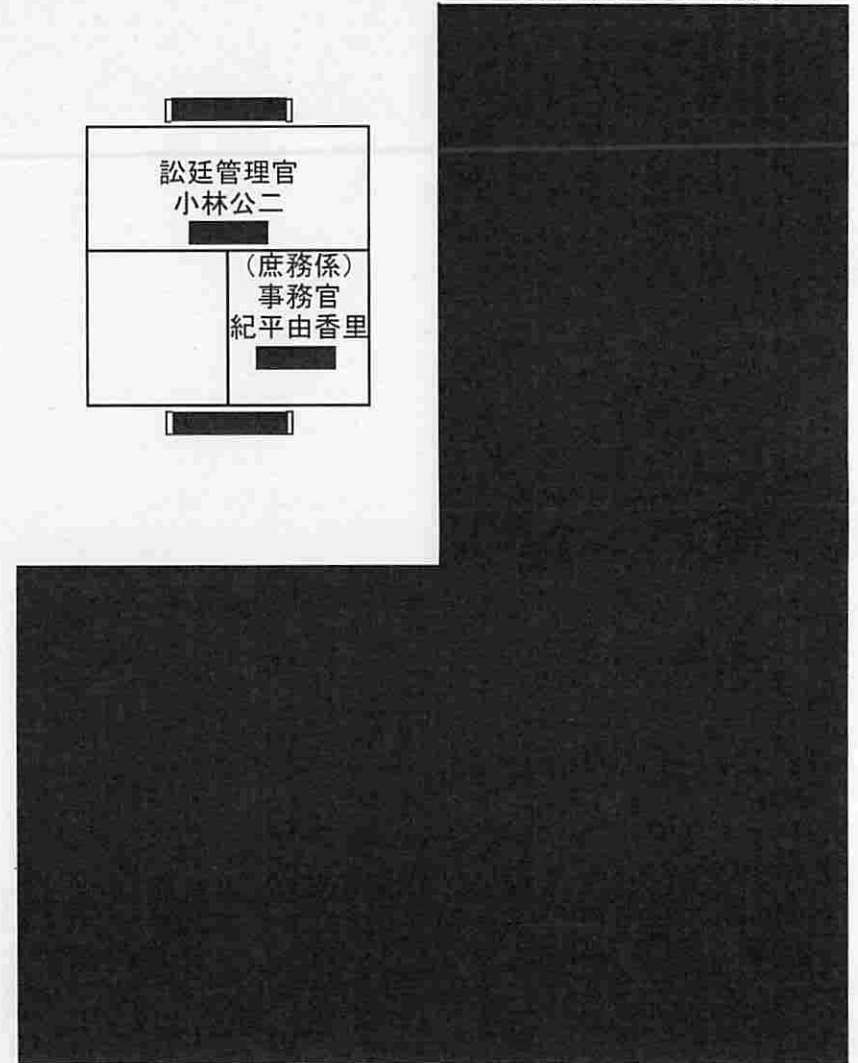 訟廷管理官
小林公二
（庶務係）
事務官
紀平由香里